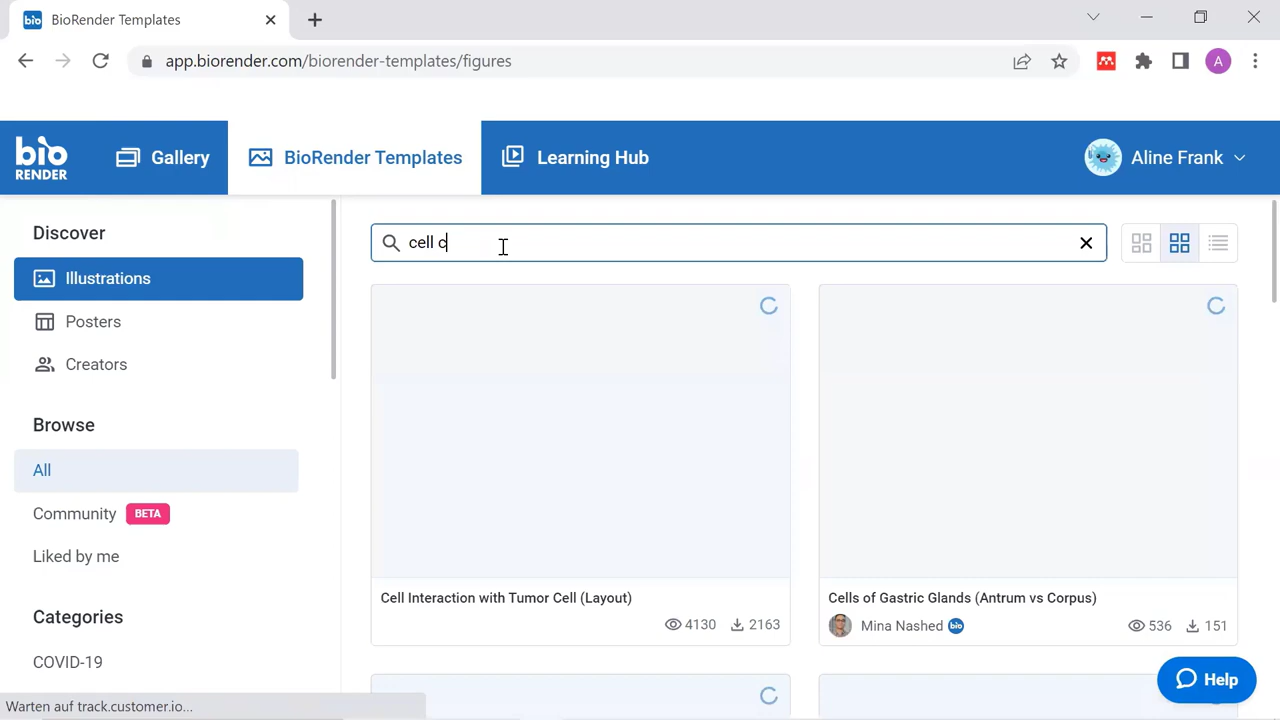 bio
BioRender Templates
app.biorender.com/biorender-templates/figures
A
bio
RENDER
Gallery
BioRender Templates
Learning Hub
Aline Frank
Discover
Illustrations
Posters
Creators
Browse
All
Community BETA
Liked by me
Categories
COVID-19
cell c
Cell Interaction with Tumor Cell (Layout)
4130 2163
Cells of Gastric Glands (Antrum vs Corpus)
Mina Nashed bio
536 151
Help
Warten auf track.customer.io...